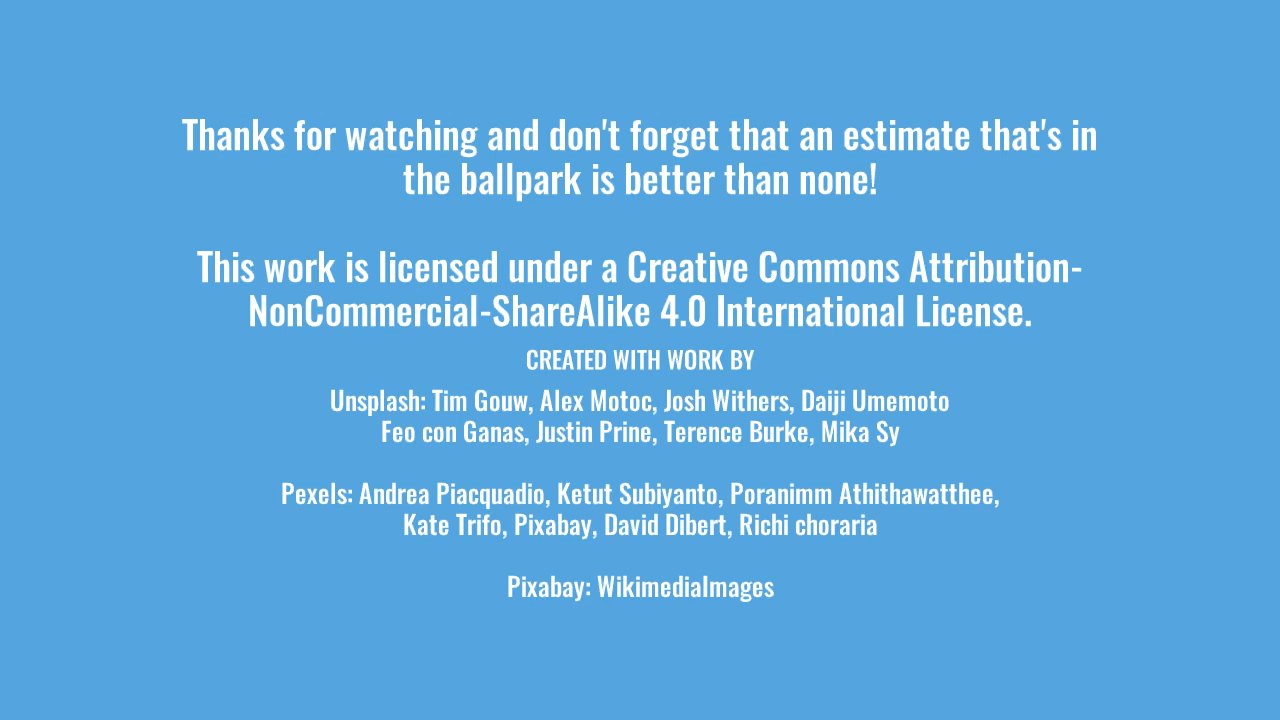 Thanks for watching and don't forget that an estimate that's in
the ballpark is better than none!
This work is licensed under a Creative Commons Attribution-
NonCommercial-ShareAlike 4.0 International License.
CREATED WITH WORK BY
Unsplash: Tim Gouw, Alex Motoc, Josh Withers, Daiji Umemoto
Feo con Ganas, Justin Prine, Terence Burke, Mika Sy
Pexels: Andrea Piacquadio, Ketut Subiyanto, Poranimm Athithawatthee,
Kate Trifo, Pixabay, David Dibert, Richi choraria
Pixabay: WikimediaImages